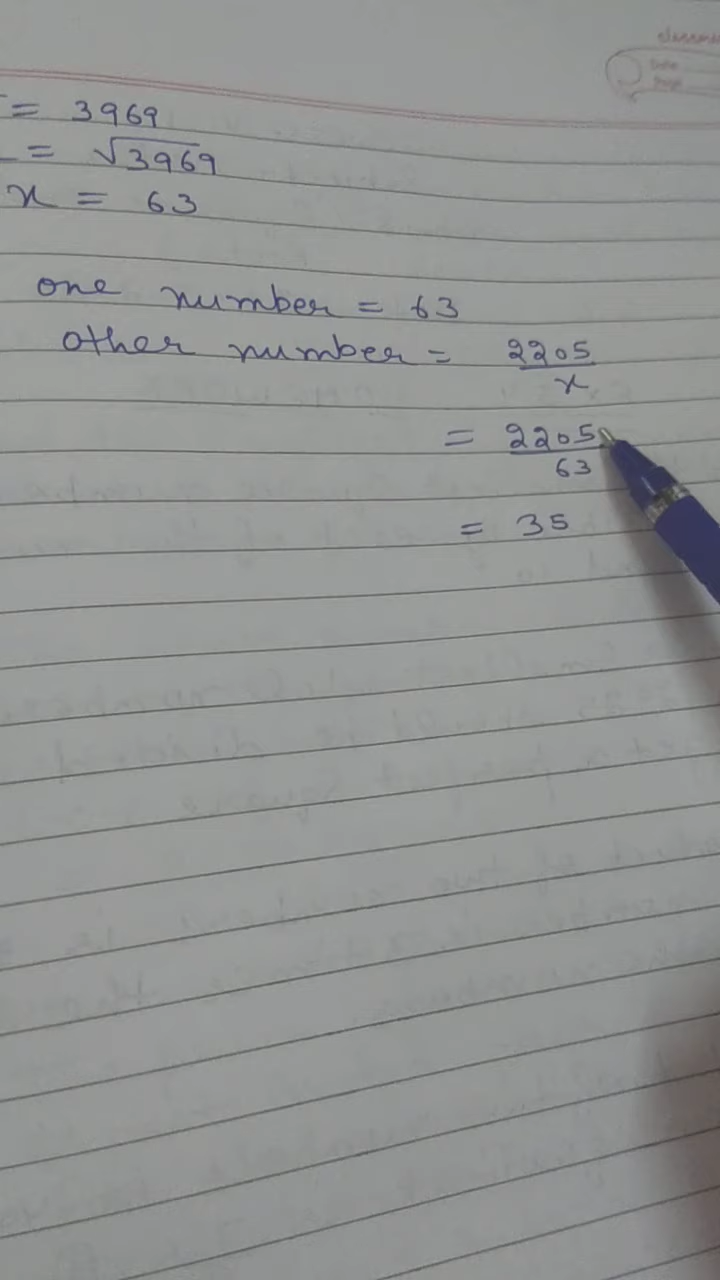 = 3969
= √3969
x = 63
one number = 63
other number = 2205/x
= 2205/63
= 35